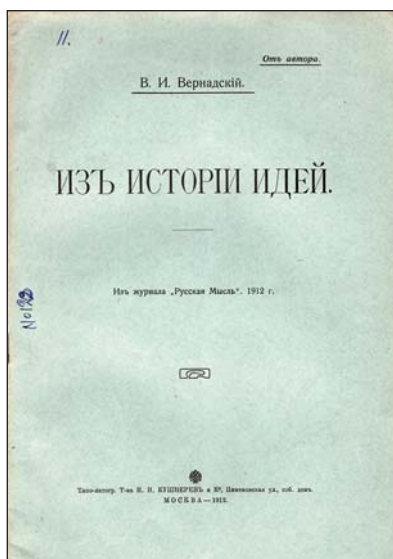 11.
Отъ автора.
В. И. Вернадскій.
ИЗЪ ИСТОРІИ ИДЕЙ.
Изъ журнала „Русская Мысль“. 1912 г.
Типо-литогр. Т-ва И. Н. КУШНЕРЕВЪ и К⁰, Пименовская ул., соб. домъ.
МОСКВА—1912.